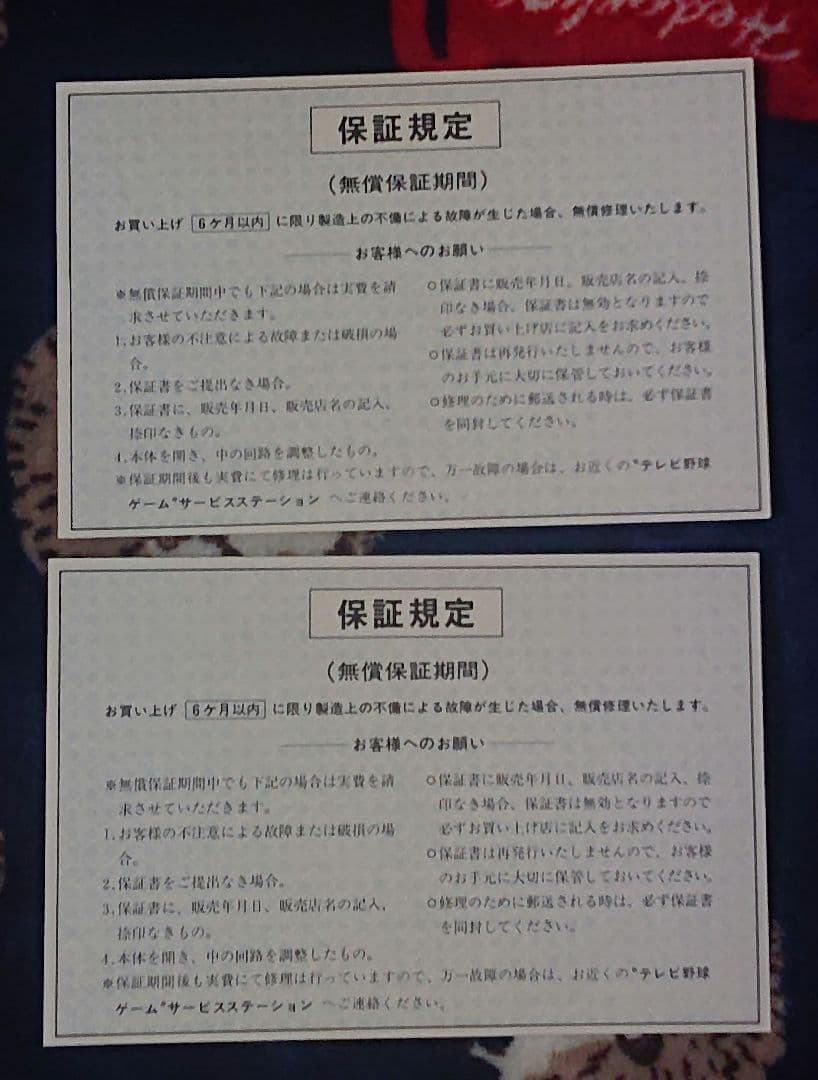 保証規定
(無償保証期間)
お買い上げ 6ケ月以内 に限り製造上の不備による故障が生じた場合、無償修理いたします。
お客様へのお願い
※無償保証期間中でも下記の場合は実費を請
求させていただきます。
1.お客様の不注意による故障または破損の場
合。
2.保証書をご提出なき場合。
3.保証書に、販売年月日、販売店名の記入、
捺印なきもの。
4.本体を開き、中の回路を調整したもの。
○保証書に販売年月日、販売店名の記入、捺
印なき場合、保証書は無効となりますので
必ずお買い上げ店に記入をお求めください。
○保証書は再発行いたしませんので、お客様
のお手元に大切に保管しておいてください。
○修理のために郵送される時は、必ず保証書
を同封してください。
※保証期間後も実費にて修理は行っていますので、万一故障の場合は、お近くの"テレビ野球
ゲーム"サービスステーション へご連絡ください。
保証規定
(無償保証期間)
お買い上げ 6ケ月以内 に限り製造上の不備による故障が生じた場合、無償修理いたします。
お客様へのお願い
※無償保証期間中でも下記の場合は実費を請
求させていただきます。
1.お客様の不注意による故障または破損の場
合。
2.保証書をご提出なき場合。
3.保証書に、販売年月日、販売店名の記入、
捺印なきもの。
4.本体を開き、中の回路を調整したもの。
○保証書に販売年月日、販売店名の記入、捺
印なき場合、保証書は無効となりますので
必ずお買い上げ店に記入をお求めください。
○保証書は再発行いたしませんので、お客様
のお手元に大切に保管しておいてください。
○修理のために郵送される時は、必ず保証書
を同封してください。
※保証期間後も実費にて修理は行っていますので、万一故障の場合は、お近くの"テレビ野球
ゲーム"サービスステーション へご連絡ください。